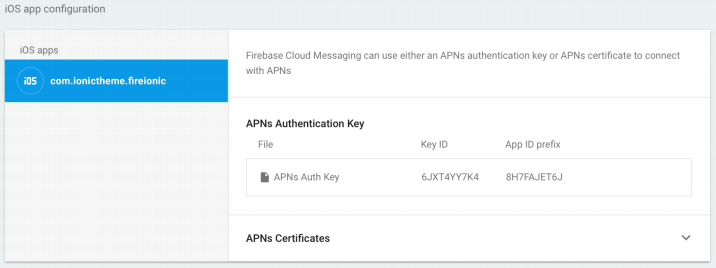 iOS app configuration
iOS apps
iOS com.ionictheme.fireionic
Firebase Cloud Messaging can use either an APNs authentication key or APNs certificate to connect
with APNs
APNs Authentication Key
File Key ID App ID prefix
APNs Auth Key 6JXT4YY7K4 8H7FAJET6J
APNs Certificates